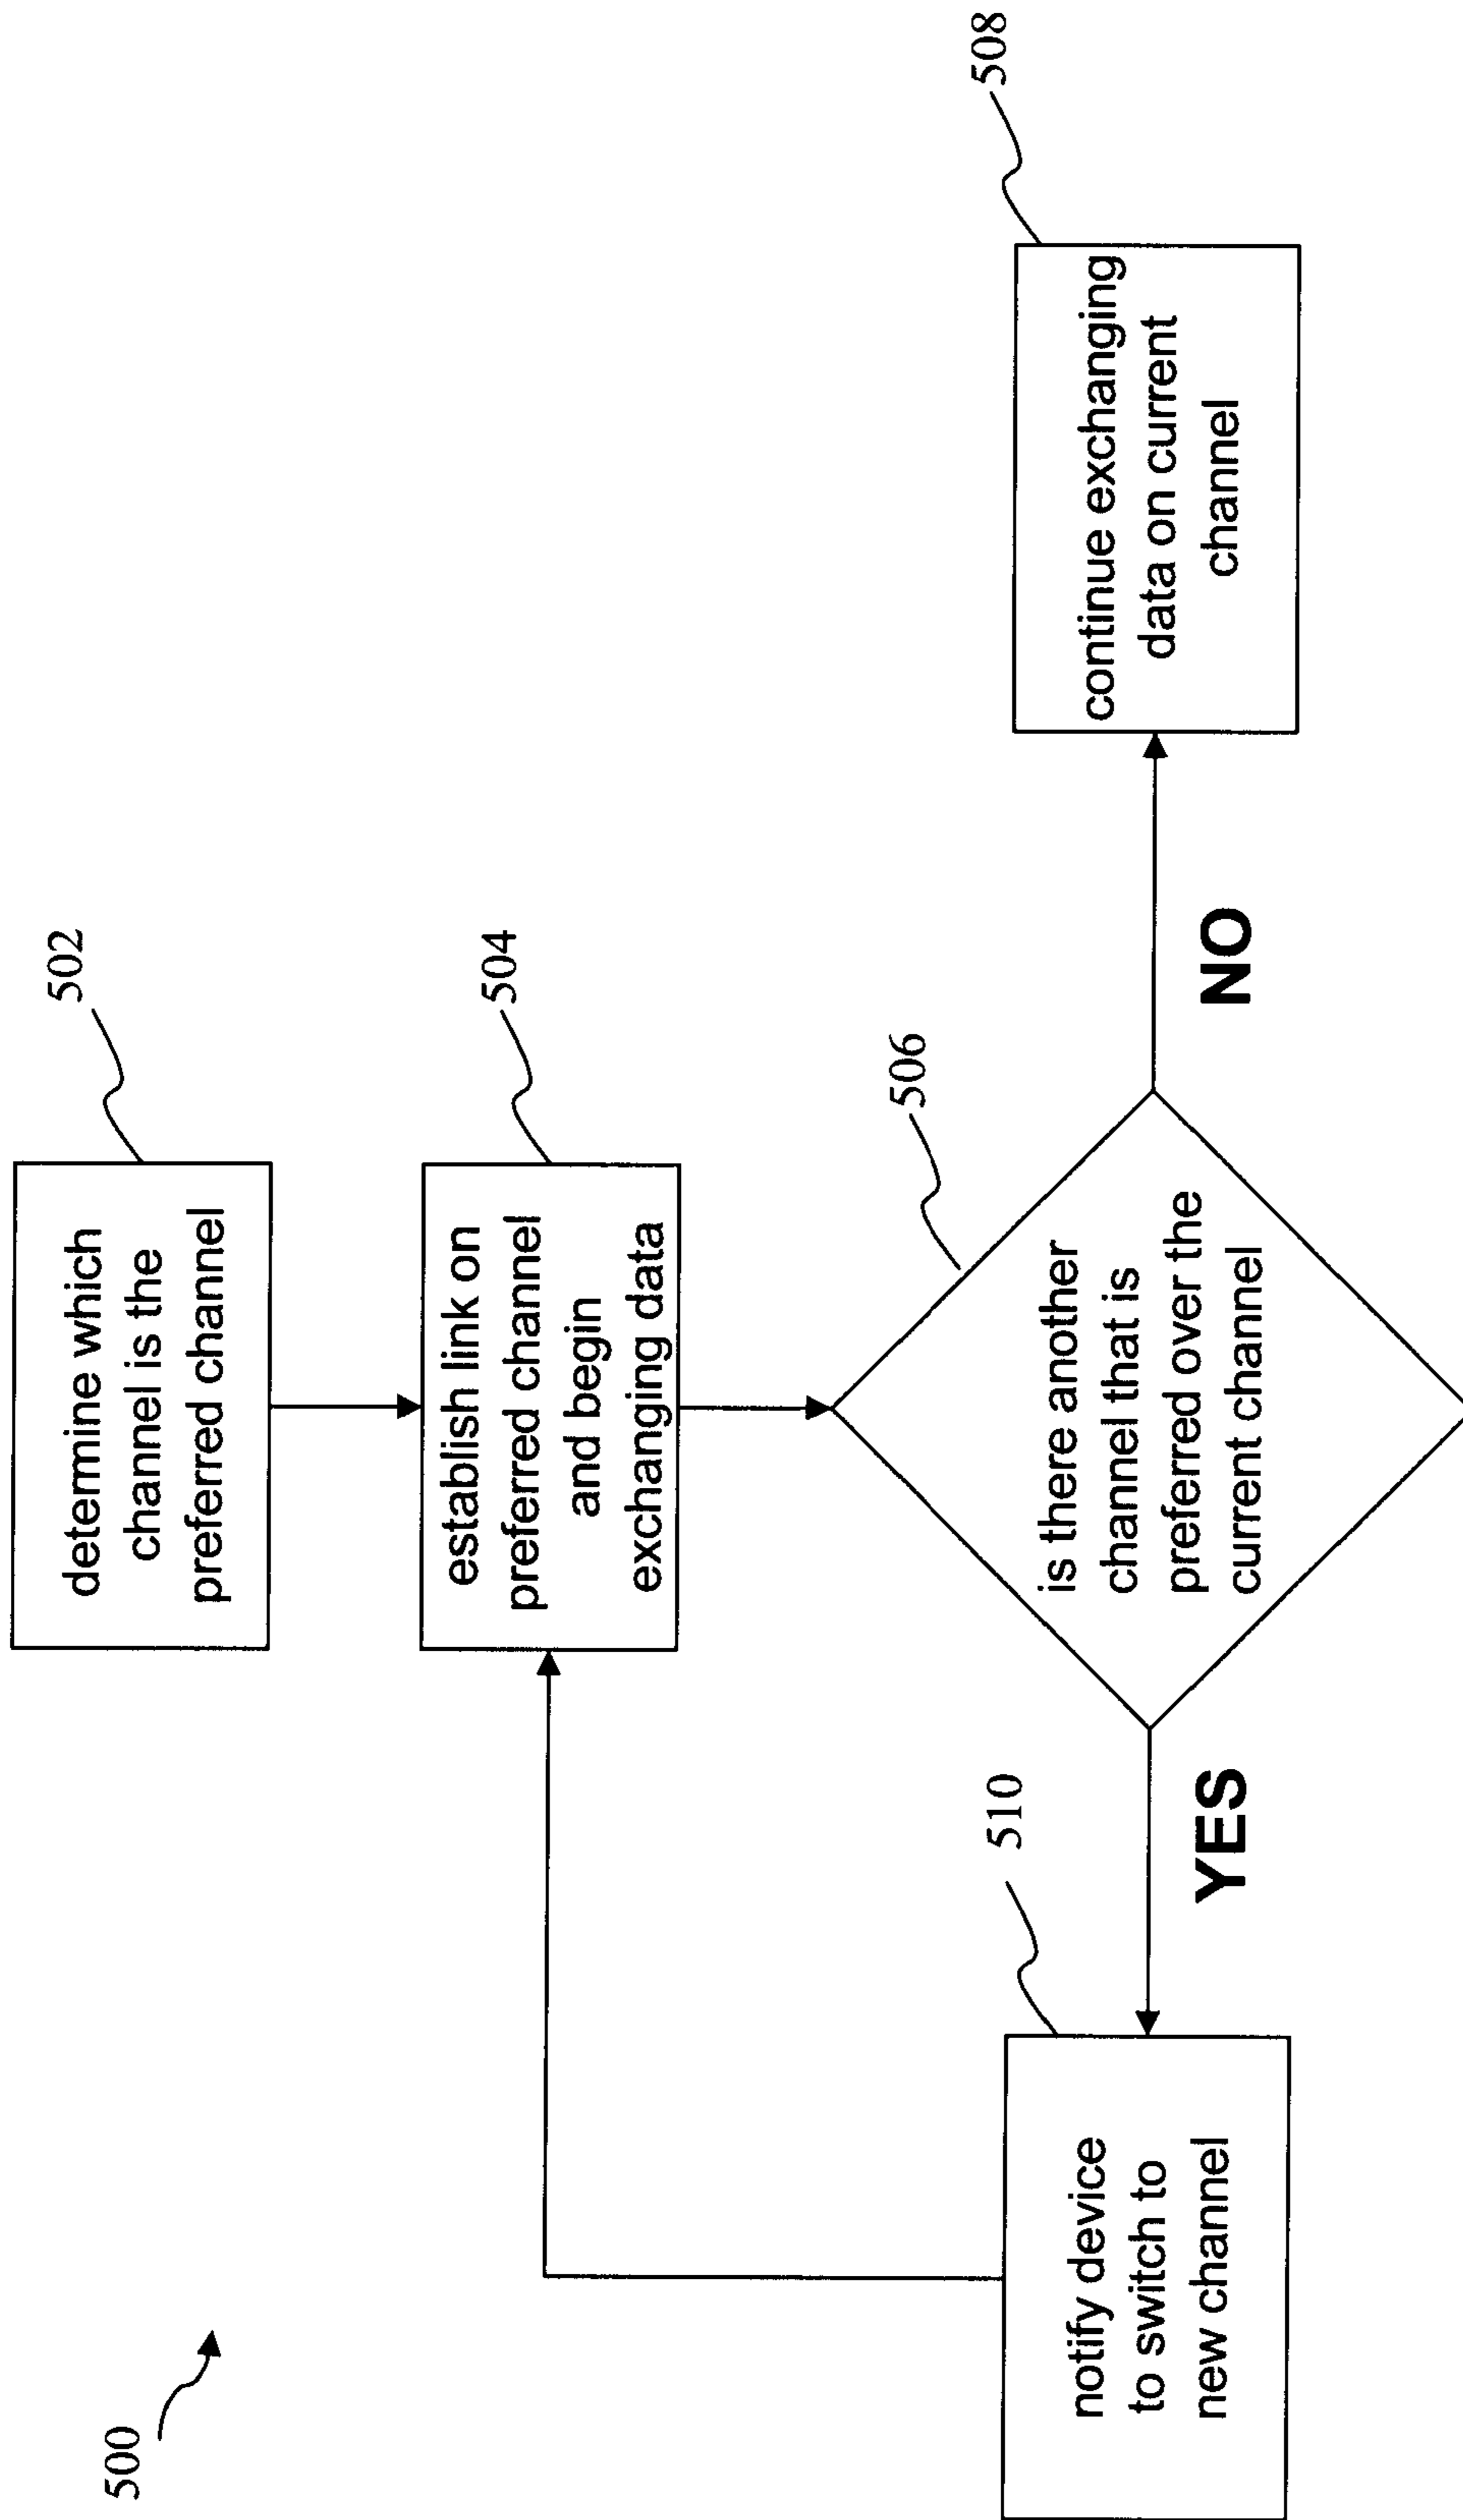 500
502
determine which
channel is the
preferred channel
504
establish link on
preferred channel
and begin
exchanging data
506
is there another
channel that is
preferred over the
current channel
YES
NO
510
notify device
to switch to
new channel
508
continue exchanging
data on current
channel